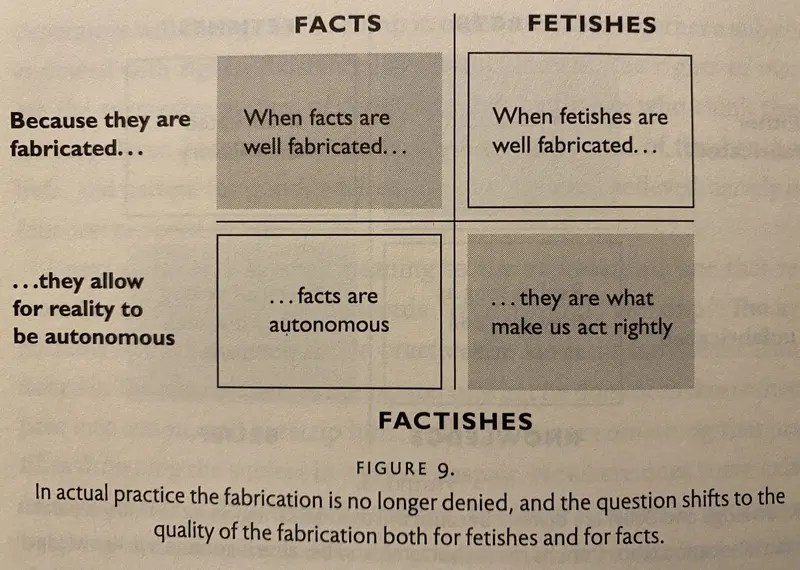 FACTS
FETISHES
Because they are
fabricated...
When facts are
well fabricated...
When fetishes are
well fabricated...
...they allow
for reality to
be autonomous
...facts are
autonomous
...they are what
make us act rightly
FACTISHES
FIGURE 9.
In actual practice the fabrication is no longer denied, and the question shifts to the
quality of the fabrication both for fetishes and for facts.